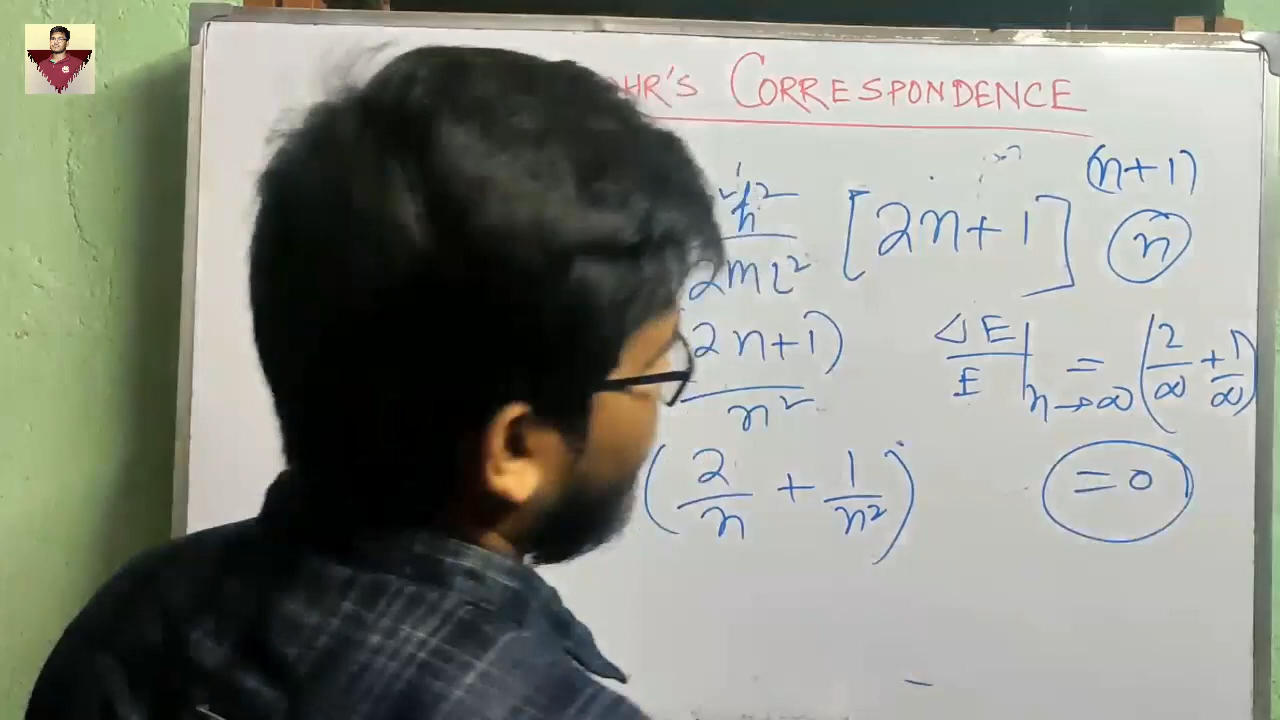 HR'S CORRESPONDENCE
ħ² / 2mL² [2n+1] (n+1)
n
2n+1) / n²
ΔE/E |n→∞ = (2/∞ + 1/∞)
(2/n + 1/n²)
=0